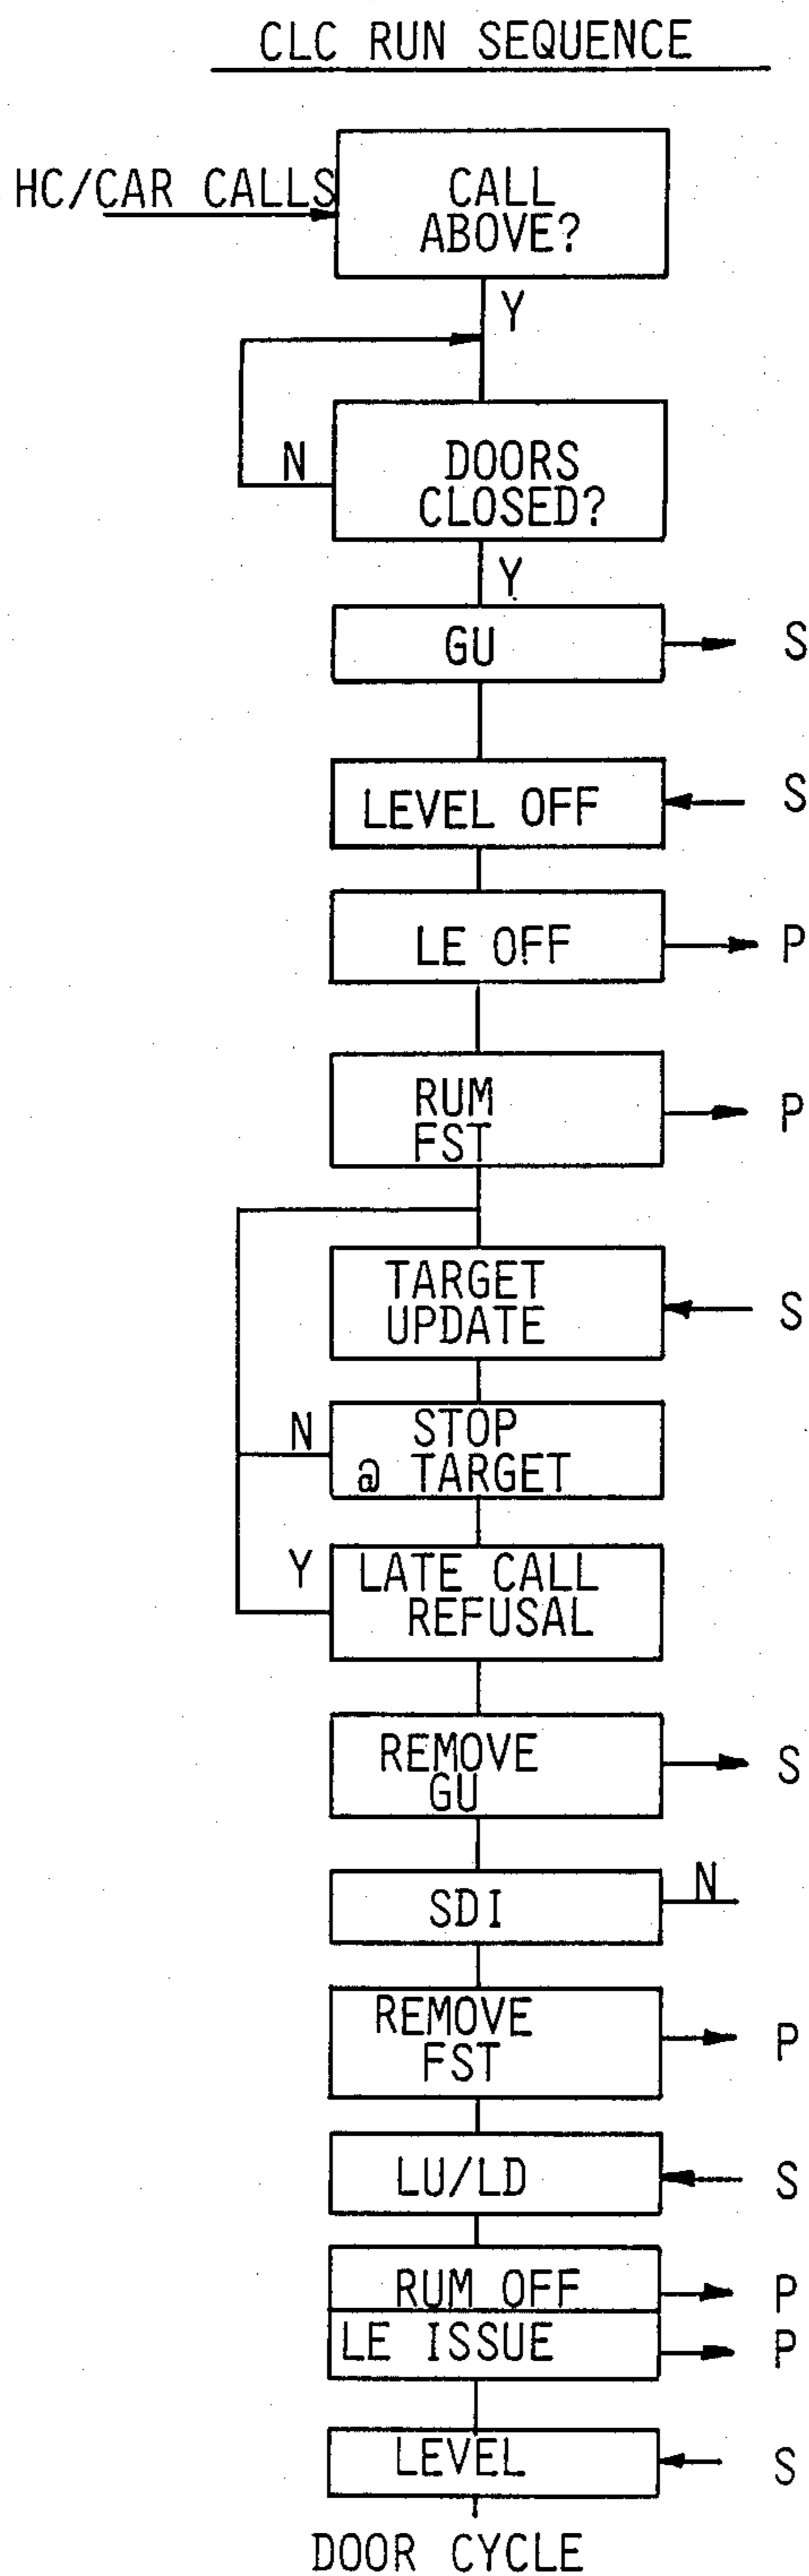 CLC RUN SEQUENCE
HC/CAR CALLS
CALL
ABOVE?
Y
N
DOORS
CLOSED?
Y
GU
S
LEVEL OFF
S
LE OFF
P
RUM
FST
P
TARGET
UPDATE
S
N
STOP
@ TARGET
Y
LATE CALL
REFUSAL
REMOVE
GU
S
SDI
N
REMOVE
FST
P
LU/LD
S
RUM OFF
P
LE ISSUE
P
LEVEL
S
DOOR CYCLE